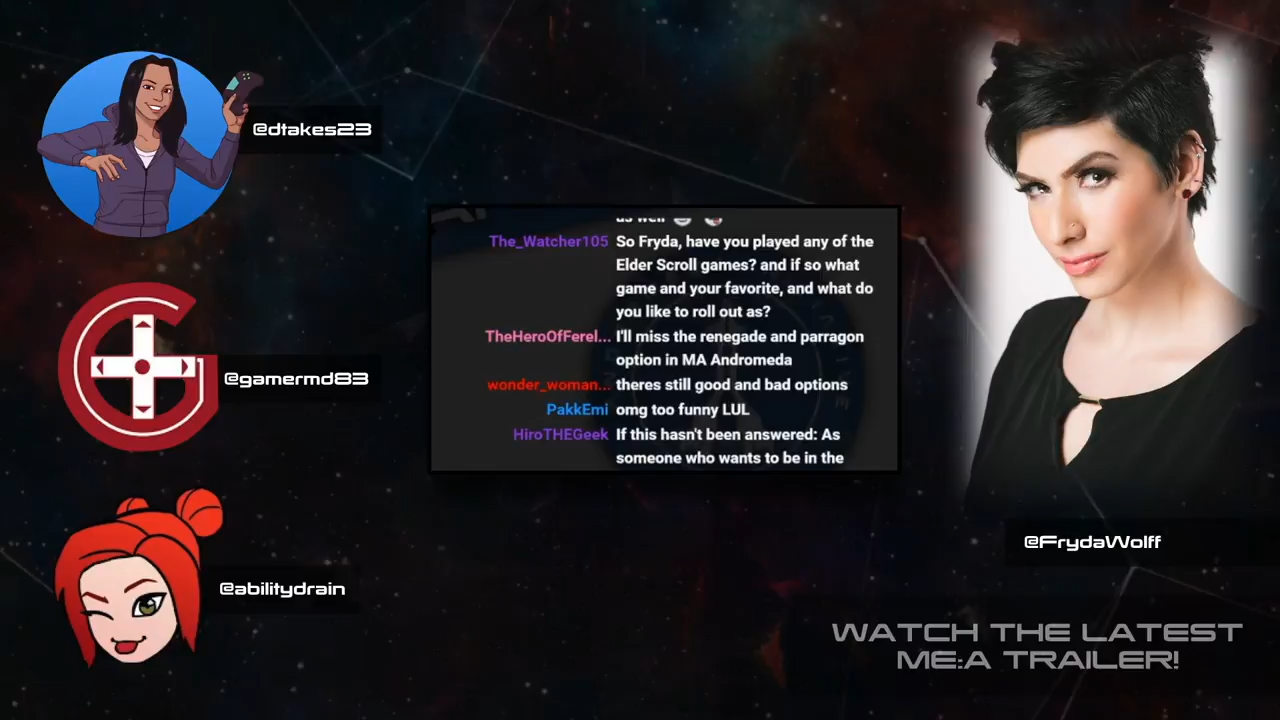 @dtakes23
@gamermd83
@abilitydrain
as well
The_Watcher105 So Fryda, have you played any of the
Elder Scroll games? and if so what
game and your favorite, and what do
you like to roll out as?
TheHeroOfFerel... I'll miss the renegade and parragon
option in MA Andromeda
wonder_woman... theres still good and bad options
PakkEmi omg too funny LUL
HiroTHEGeek If this hasn't been answered: As
someone who wants to be in the
@FrydaWolff
WATCH THE LATEST
ME:A TRAILER!